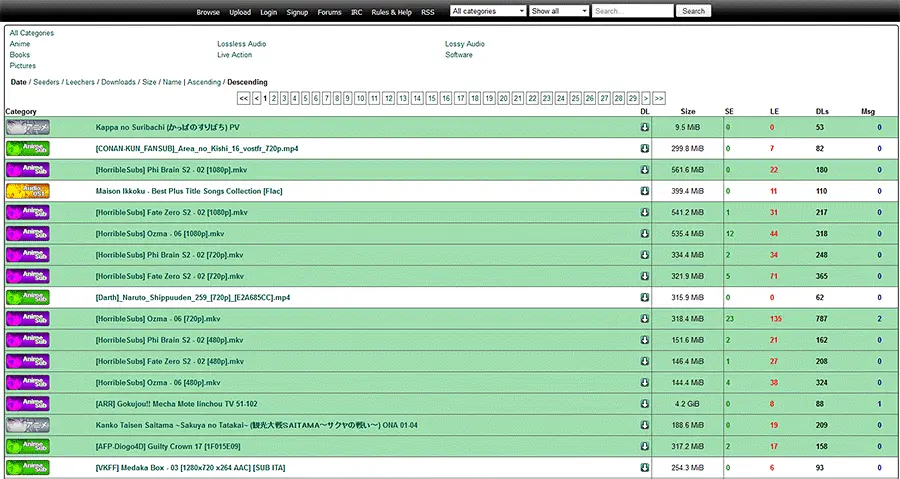 Browse Upload Login Signup Forums IRC Rules & Help RSS All categories Show all Search... Search
All Categories
Anime Lossless Audio Lossy Audio
Books Live Action Software
Pictures
Date / Seeders / Leechers / Downloads / Size / Name | Ascending / Descending
<< < 1 2 3 4 5 6 7 8 9 10 11 12 13 14 15 16 17 18 19 20 21 22 23 24 25 26 27 28 29 > >>
Category DL Size SE LE DLs Msg
アニメ Kappa no Suribachi (かっぱのすりばち) PV 9.5 MiB 0 0 53 0
Anime Sub [CONAN-KUN_FANSUB]_Area_no_Kishi_16_vostfr_720p.mp4 299.8 MiB 0 7 82 0
Anime Sub [HorribleSubs] Phi Brain S2 - 02 [1080p].mkv 561.6 MiB 0 22 180 0
Audio OST Maison Ikkoku - Best Plus Title Songs Collection [Flac] 399.4 MiB 0 11 110 0
Anime Sub [HorribleSubs] Fate Zero S2 - 02 [1080p].mkv 541.2 MiB 1 31 217 0
Anime Sub [HorribleSubs] Ozma - 06 [1080p].mkv 535.4 MiB 12 44 318 0
Anime Sub [HorribleSubs] Phi Brain S2 - 02 [720p].mkv 334.4 MiB 2 34 248 0
Anime Sub [HorribleSubs] Fate Zero S2 - 02 [720p].mkv 321.9 MiB 5 71 365 0
Anime Sub [Darth]_Naruto_Shippuuden_259_[720p]_[E2A685CC].mp4 315.9 MiB 0 0 62 0
Anime Sub [HorribleSubs] Ozma - 06 [720p].mkv 318.4 MiB 23 135 787 2
Anime Sub [HorribleSubs] Phi Brain S2 - 02 [480p].mkv 151.6 MiB 2 21 162 0
Anime Sub [HorribleSubs] Fate Zero S2 - 02 [480p].mkv 146.4 MiB 1 27 208 0
Anime Sub [HorribleSubs] Ozma - 06 [480p].mkv 144.4 MiB 4 38 324 0
Anime Sub [ARR] Gokujou!! Mecha Mote Iinchou TV 51-102 4.2 GiB 0 8 88 1
アニメ Kanko Taisen Saitama ~Sakuya no Tatakai~ (観光大戦SAITAMA～サクヤの戦い～) ONA 01-04 188.6 MiB 0 19 209 0
Anime Sub [AFP-Diogo4D] Guilty Crown 17 [1F015E09] 317.2 MiB 2 17 158 0
Anime Sub [VKFF] Medaka Box - 03 [1280x720 x264 AAC] [SUB ITA] 254.3 MiB 0 6 93 0